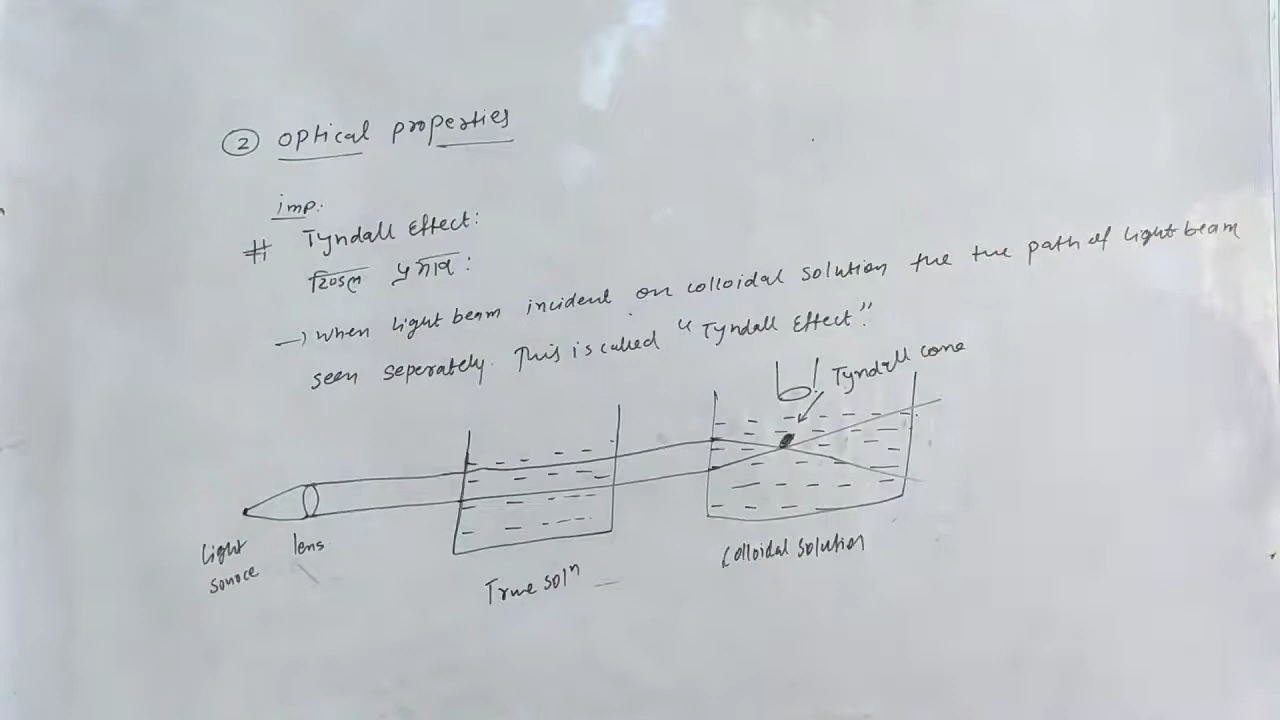 ② Optical properties
imp.
# Tyndall Effect:
टिण्डल प्रभाव :
→ When light beam incident on colloidal solution the the path of light beam
seen seperately. This is called "Tyndall Effect".
Tyndall cone
light
source
lens
True solⁿ
Colloidal solution